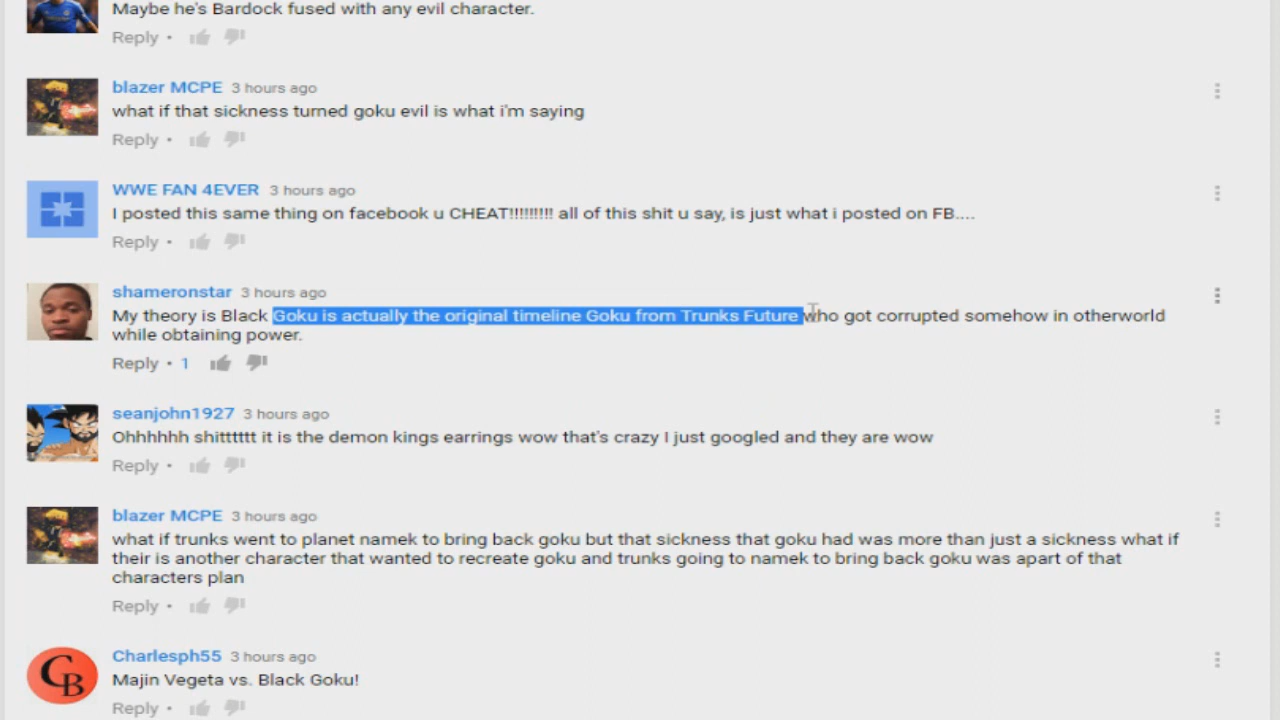 Maybe he's Bardock fused with any evil character.
Reply •
blazer MCPE 3 hours ago
what if that sickness turned goku evil is what i'm saying
Reply •
WWE FAN 4EVER 3 hours ago
I posted this same thing on facebook u CHEAT!!!!!!!!! all of this shit u say, is just what i posted on FB....
Reply •
shameronstar 3 hours ago
My theory is Black Goku is actually the original timeline Goku from Trunks Future who got corrupted somehow in otherworld
while obtaining power.
Reply • 1
seanjohn1927 3 hours ago
Ohhhhhh shitttttt it is the demon kings earrings wow that's crazy I just googled and they are wow
Reply •
blazer MCPE 3 hours ago
what if trunks went to planet namek to bring back goku but that sickness that goku had was more than just a sickness what if
their is another character that wanted to recreate goku and trunks going to namek to bring back goku was apart of that
characters plan
Reply •
CB
Charlesph55 3 hours ago
Majin Vegeta vs. Black Goku!
Reply •